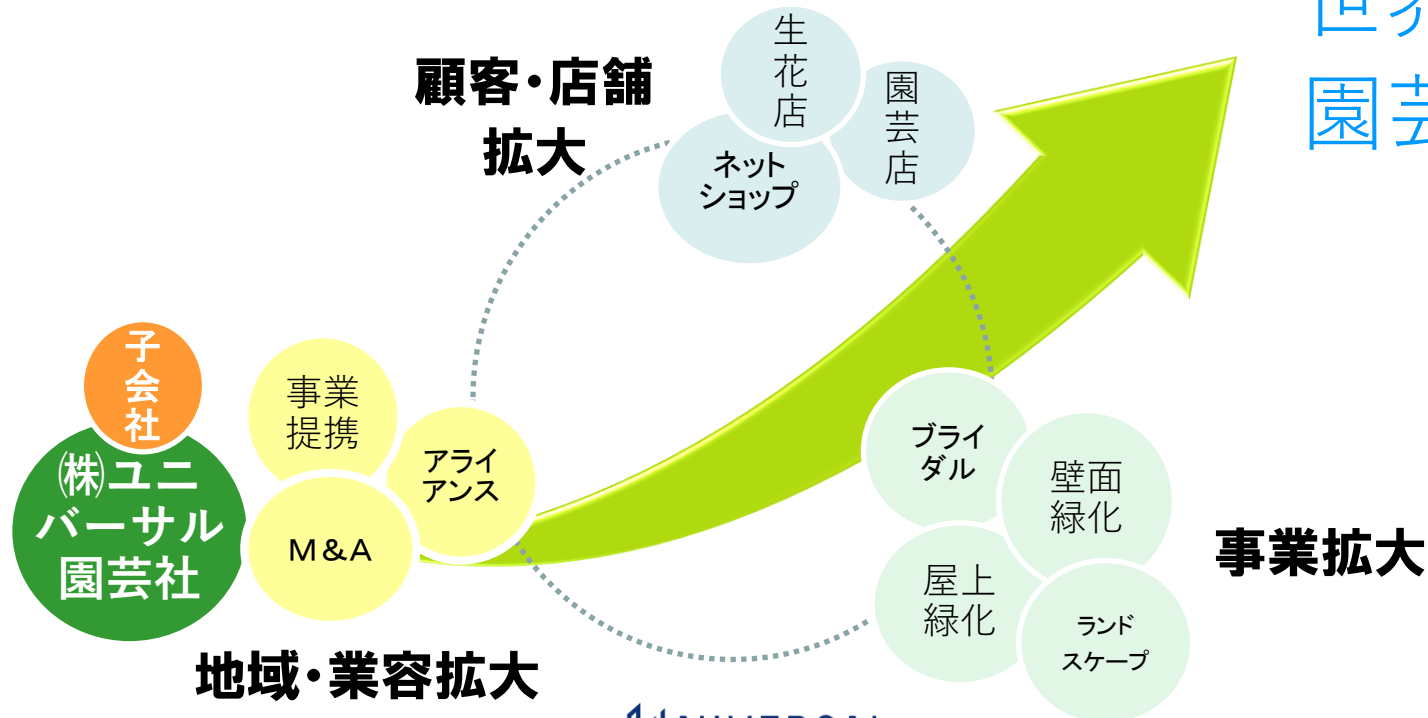 世界
園芸
顧客・店舗
拡大
生花店
園芸店
ネット
ショップ
子会社
㈱ユニ
バーサル
園芸社
事業
提携
アライ
アンス
M&A
地域・業容拡大
ブライ
ダル
壁面
緑化
屋上
緑化
ランド
スケープ
事業拡大
UNIVERSAL